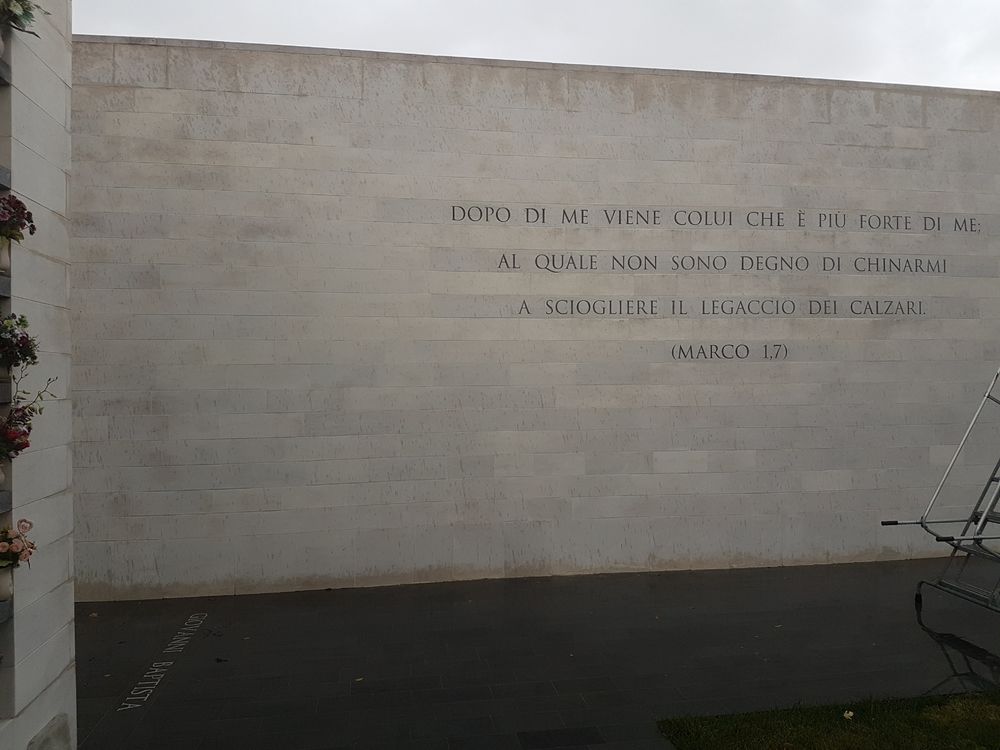 DOPO DI ME VIENE COLUI CHE È PIÙ FORTE DI ME;
AL QUALE NON SONO DEGNO DI CHINARMI
A SCIOGLIERE IL LEGACCIO DEI CALZARI.
(MARCO 1,7)
GIOVANNI BAPTISTA